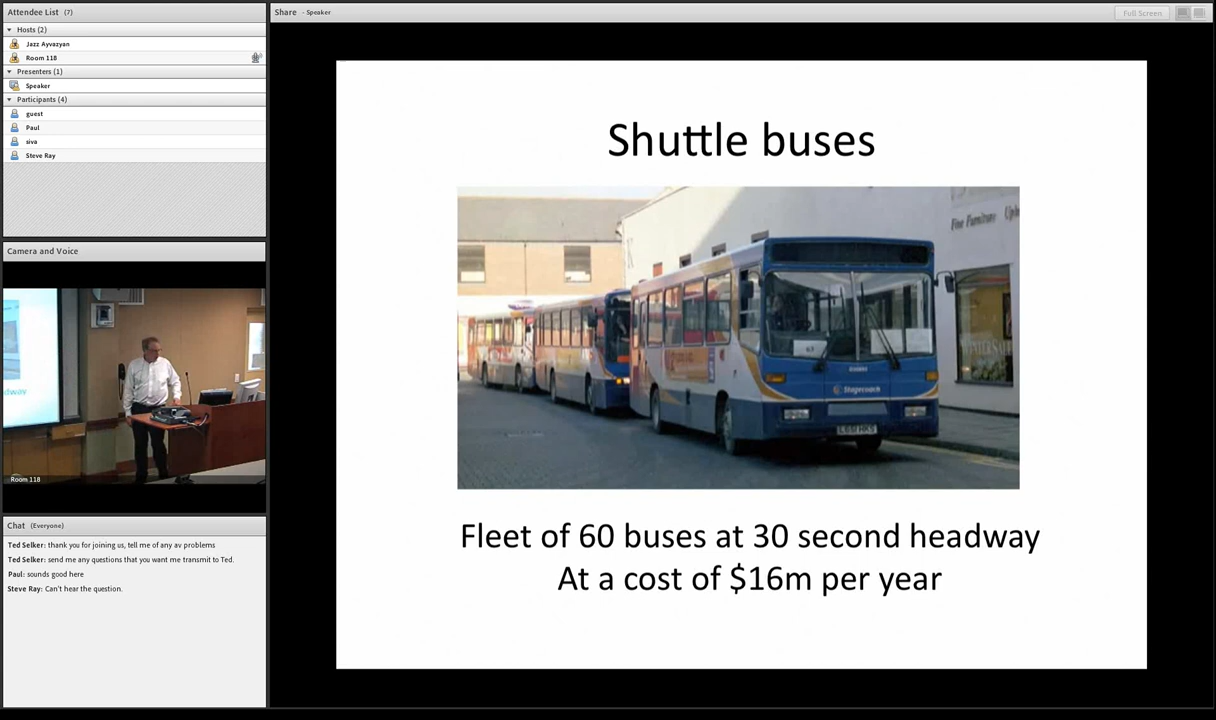 Attendee List (7)
Hosts (2)
Jazz Ayvazyan
Room 118
Presenters (1)
Speaker
Participants (4)
guest
Paul
siva
Steve Ray
Camera and Voice
Room 118
Chat (Everyone)
Ted Selker: thank you for joining us, tell me of any av problems
Ted Selker: send me any questions that you want me transmit to Ted.
Paul: sounds good here
Steve Ray: Can't hear the question.
Share - Speaker
Full Screen
Shuttle buses
Fine Furniture
Stagecoach
Fleet of 60 buses at 30 second headway
At a cost of $16m per year